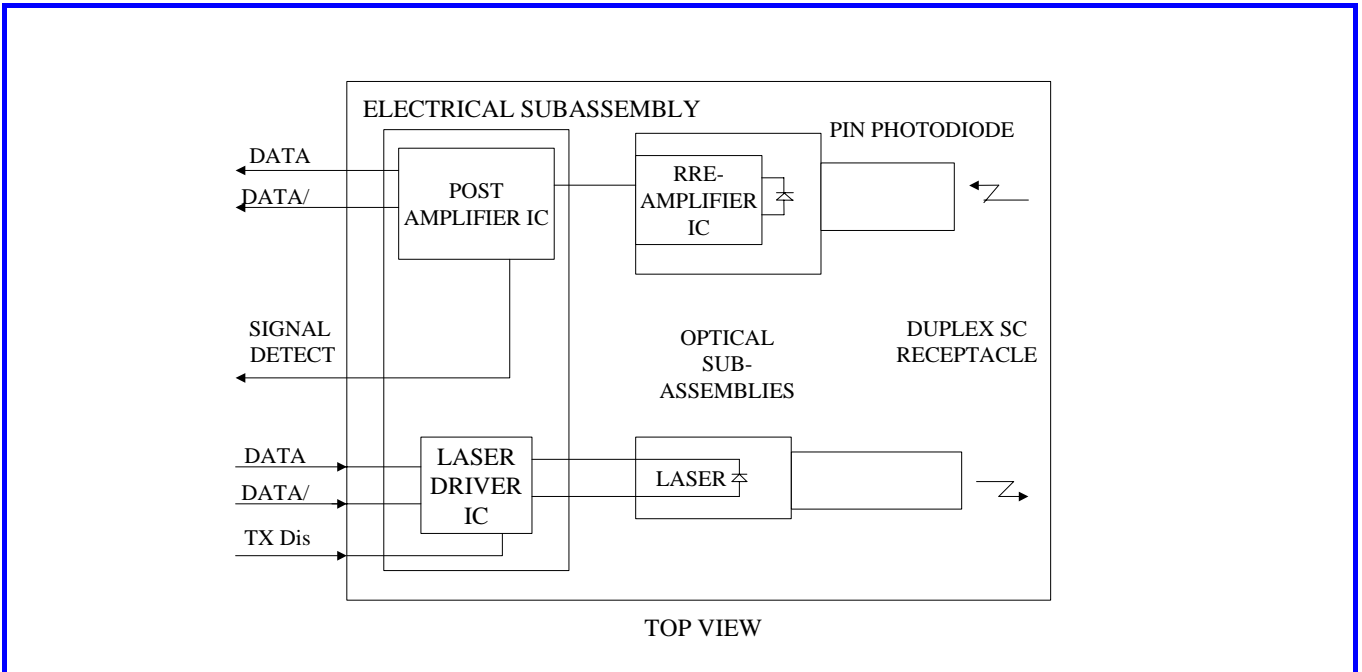 ELECTRICAL SUBASSEMBLY
PIN PHOTODIODE
DATA
DATA/
POST
AMPLIFIER IC
RRE-
AMPLIFIER
IC
SIGNAL
DETECT
OPTICAL
SUB-
ASSEMBLIES
DUPLEX SC
RECEPTACLE
DATA
DATA/
TX Dis
LASER
DRIVER
IC
LASER
TOP VIEW